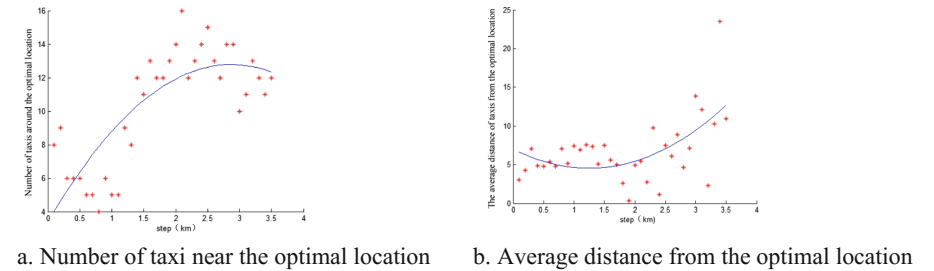 Number of taxis around the optimal location
16
14
12
10
8
6
4
0 0.5 1 1.5 2 2.5 3 3.5 4
step（km）
The average distance of taxis from the optimal location
25
20
15
10
5
0
0 0.5 1 1.5 2 2.5 3 3.5 4
step (km)
a. Number of taxi near the optimal location
b. Average distance from the optimal location